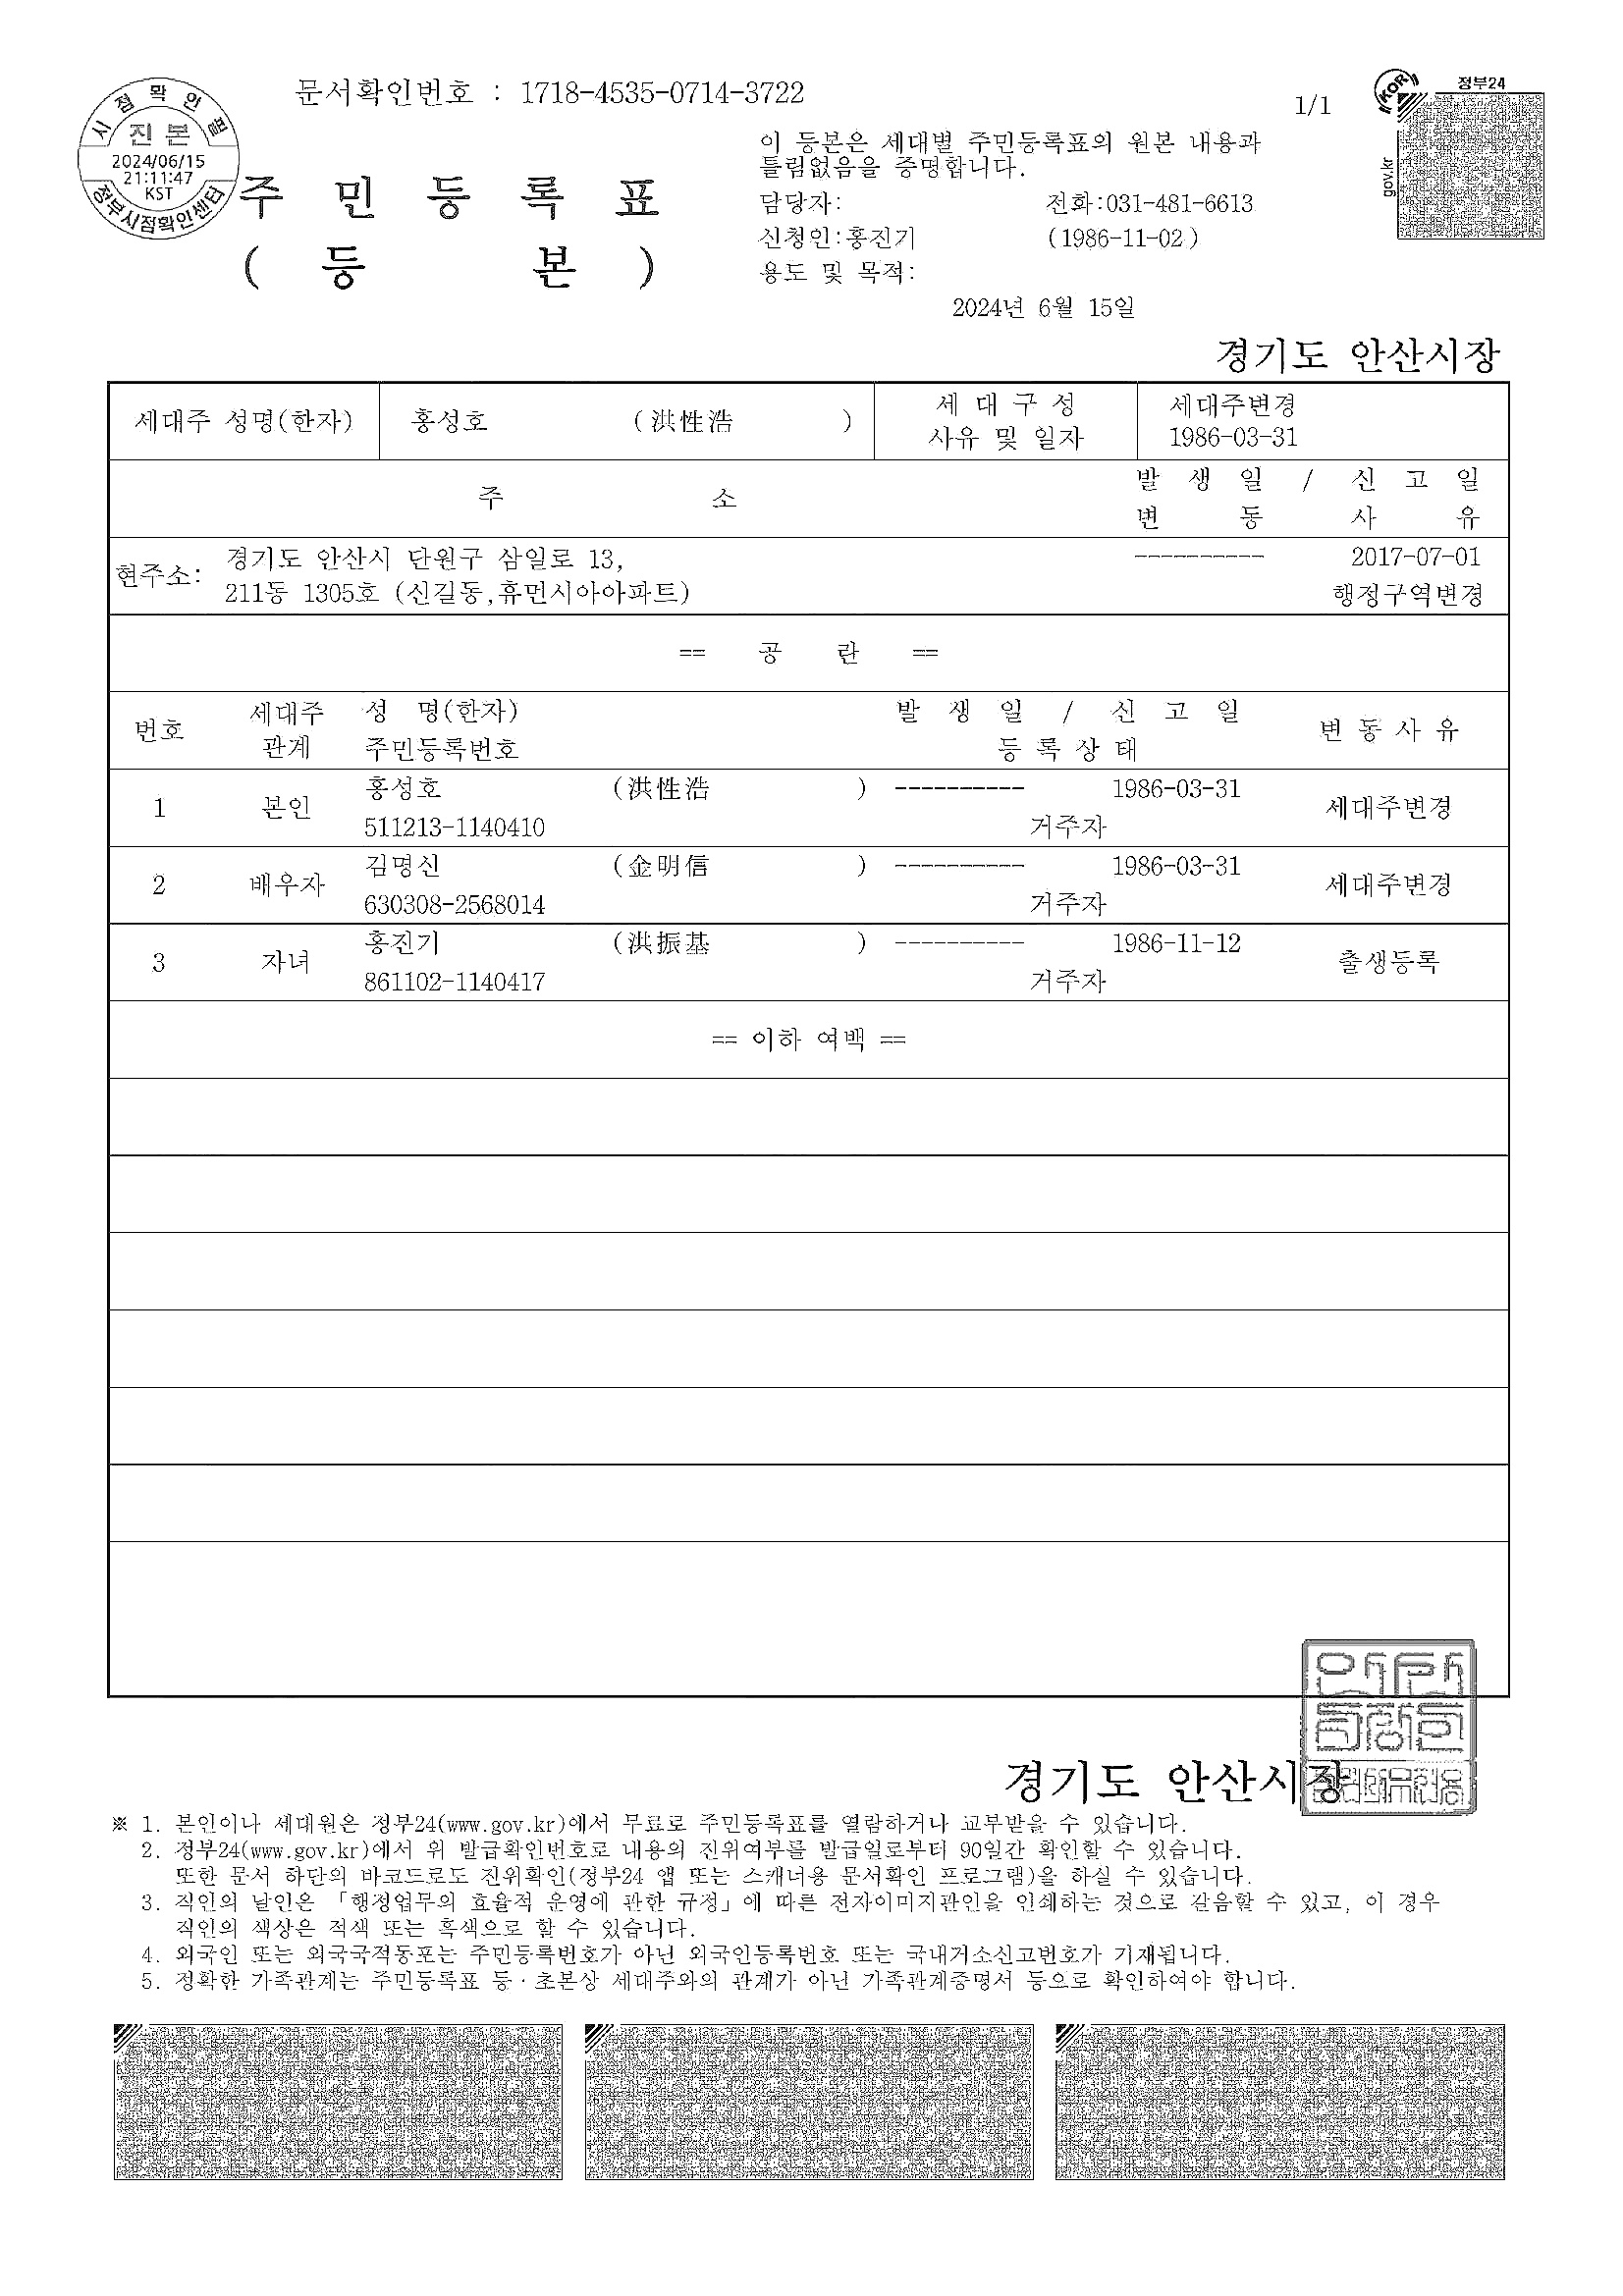 문서확인번호 : 1718-4535-0714-3722
1/1
정부24
KOR
gov.kr
시점확인필
진본
2024/06/15
21:11:47
KST
정부시점확인센터
주 민 등 록 표
( 등 본 )
이 등본은 세대별 주민등록표의 원본 내용과
틀림없음을 증명합니다.
담당자: 전화:031-481-6613
신청인:홍진기 (1986-11-02)
용도 및 목적:
2024년 6월 15일
경기도 안산시장
세대주 성명(한자) 홍성호 (洪性浩 ) 세 대 구 성 사유 및 일자 세대주변경 1986-03-31
주 소 발 생 일 / 신 고 일
변 동 사 유
현주소: 경기도 안산시 단원구 삼일로 13, ---------- 2017-07-01
211동 1305호 (신길동,휴먼시아아파트) 행정구역변경
== 공 란 ==
번호 세대주 관계 성 명(한자) 주민등록번호 발 생 일 / 신 고 일 등 록 상 태 변 동 사 유
1 본인 홍성호 (洪性浩 ) ---------- 1986-03-31 세대주변경
511213-1140410 거주자
2 배우자 김명신 (金明信 ) ---------- 1986-03-31 세대주변경
630308-2568014 거주자
3 자녀 홍진기 (洪振基 ) ---------- 1986-11-12 출생등록
861102-1140417 거주자
== 이하 여백 ==
경기도 안산시장
※ 1. 본인이나 세대원은 정부24(www.gov.kr)에서 무료로 주민등록표를 열람하거나 교부받을 수 있습니다.
2. 정부24(www.gov.kr)에서 위 발급확인번호로 내용의 진위여부를 발급일로부터 90일간 확인할 수 있습니다.
또한 문서 하단의 바코드로도 진위확인(정부24 앱 또는 스캐너용 문서확인 프로그램)을 하실 수 있습니다.
3. 직인의 날인은 「행정업무의 효율적 운영에 관한 규정」에 따른 전자이미지관인을 인쇄하는 것으로 갈음할 수 있고, 이 경우
직인의 색상은 적색 또는 흑색으로 할 수 있습니다.
4. 외국인 또는 외국국적동포는 주민등록번호가 아닌 외국인등록번호 또는 국내거소신고번호가 기재됩니다.
5. 정확한 가족관계는 주민등록표 등·초본상 세대주와의 관계가 아닌 가족관계증명서 등으로 확인하여야 합니다.